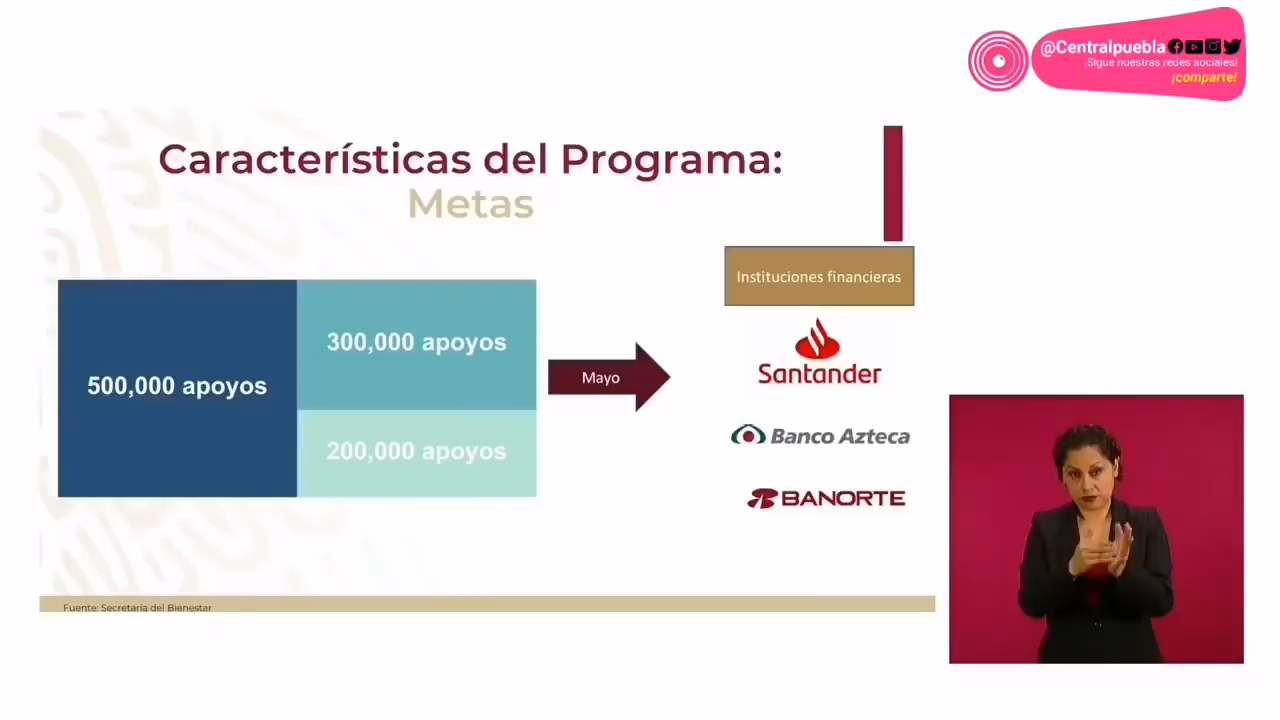 @Centralpuebla
¡Sigue nuestras redes sociales!
¡comparte!
Características del Programa:
Metas
Instituciones financieras
500,000 apoyos
300,000 apoyos
200,000 apoyos
Mayo
Santander
Banco Azteca
BANORTE
Fuente: Secretaría del Bienestar